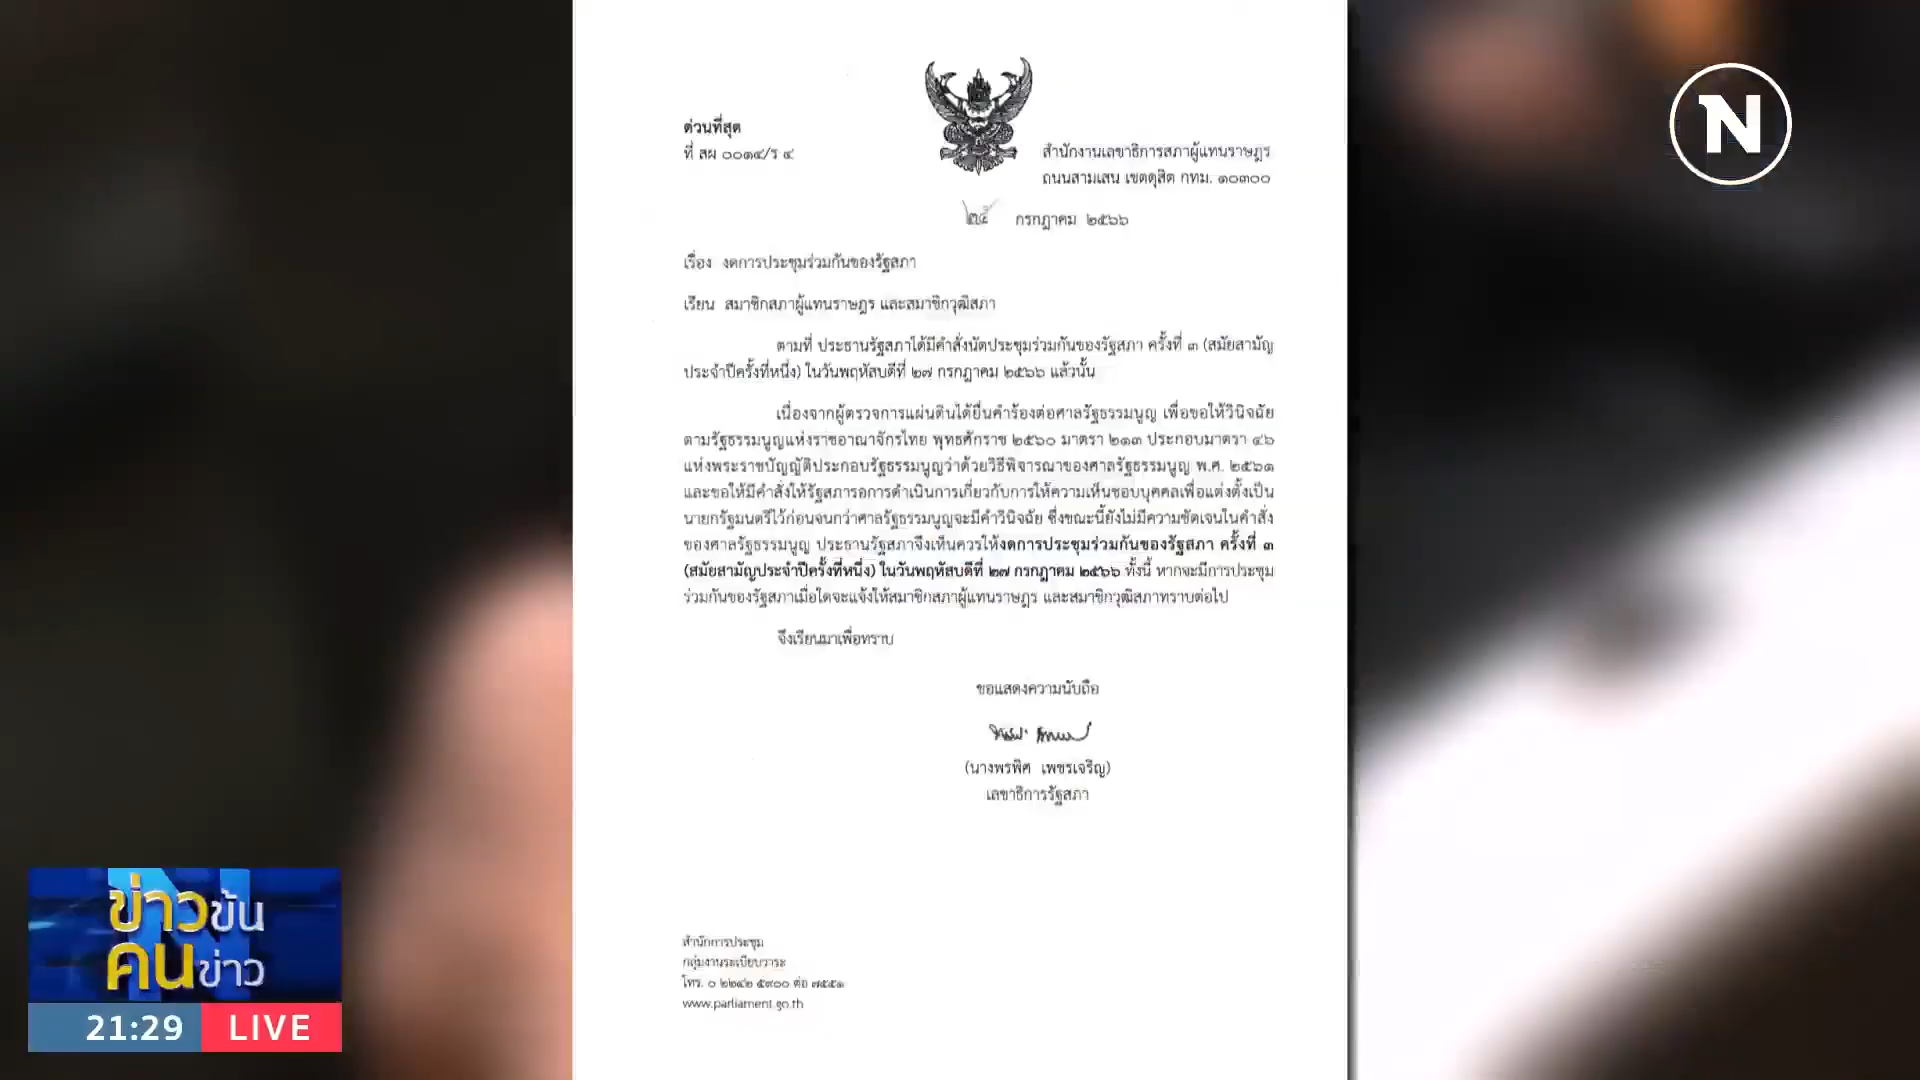 N
ด่วนที่สุด
ที่ สผ ๐๐๑๔/ร ๔
สำนักงานเลขาธิการสภาผู้แทนราษฎร
ถนนสามเสน เขตดุสิต กทม. ๑๐๓๐๐
๒๕ กรกฎาคม ๒๕๖๖
เรื่อง งดการประชุมร่วมกันของรัฐสภา
เรียน สมาชิกสภาผู้แทนราษฎร และสมาชิกวุฒิสภา
ตามที่ ประธานรัฐสภาได้มีคำสั่งนัดประชุมร่วมกันของรัฐสภา ครั้งที่ ๓ (สมัยสามัญ
ประจำปีครั้งที่หนึ่ง) ในวันพฤหัสบดีที่ ๒๗ กรกฎาคม ๒๕๖๖ แล้วนั้น
เนื่องจากผู้ตรวจการแผ่นดินได้ยื่นคำร้องต่อศาลรัฐธรรมนูญ เพื่อขอให้วินิจฉัย
ตามรัฐธรรมนูญแห่งราชอาณาจักรไทย พุทธศักราช ๒๕๖๐ มาตรา ๒๑๓ ประกอบมาตรา ๔๖
แห่งพระราชบัญญัติประกอบรัฐธรรมนูญว่าด้วยวิธีพิจารณาของศาลรัฐธรรมนูญ พ.ศ. ๒๕๖๑
และขอให้มีคำสั่งให้รัฐสภารอการดำเนินการเกี่ยวกับการให้ความเห็นชอบบุคคลเพื่อแต่งตั้งเป็น
นายกรัฐมนตรีไว้ก่อนจนกว่าศาลรัฐธรรมนูญจะมีคำวินิจฉัย ซึ่งขณะนี้ยังไม่มีความชัดเจนในคำสั่ง
ของศาลรัฐธรรมนูญ ประธานรัฐสภาจึงเห็นควรให้งดการประชุมร่วมกันของรัฐสภา ครั้งที่ ๓
(สมัยสามัญประจำปีครั้งที่หนึ่ง) ในวันพฤหัสบดีที่ ๒๗ กรกฎาคม ๒๕๖๖ ทั้งนี้ หากจะมีการประชุม
ร่วมกันของรัฐสภาเมื่อใดจะแจ้งให้สมาชิกสภาผู้แทนราษฎร และสมาชิกวุฒิสภาทราบต่อไป
จึงเรียนมาเพื่อทราบ
ขอแสดงความนับถือ
(นางพรพิศ เพชรเจริญ)
เลขาธิการรัฐสภา
สำนักการประชุม
กลุ่มงานระเบียบวาระ
โทร. ๐ ๒๒๔๒ ๕๙๐๐ ต่อ ๗๕๕๑
www.parliament.go.th
ข่าวข้น
คนข่าว
21:29 LIVE